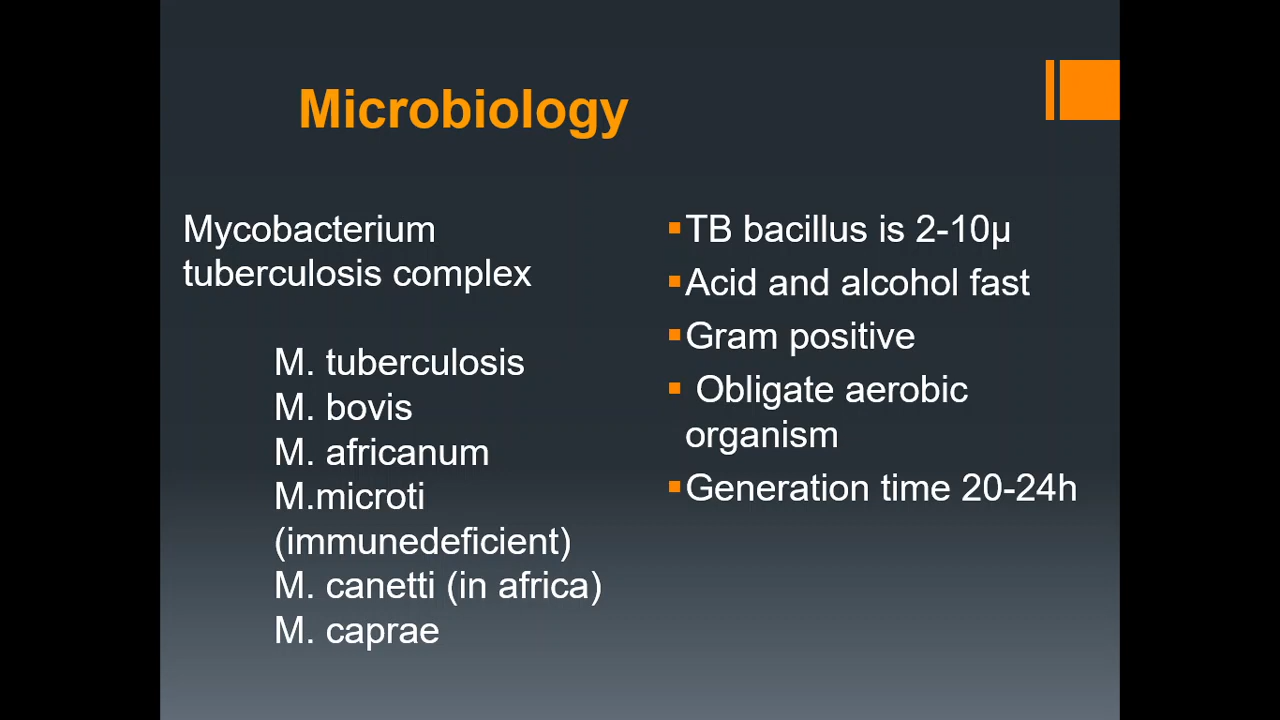 Microbiology
Mycobacterium
tuberculosis complex
M. tuberculosis
M. bovis
M. africanum
M.microti
(immunedeficient)
M. canetti (in africa)
M. caprae
▪TB bacillus is 2-10µ
▪Acid and alcohol fast
▪Gram positive
▪ Obligate aerobic
organism
▪Generation time 20-24h